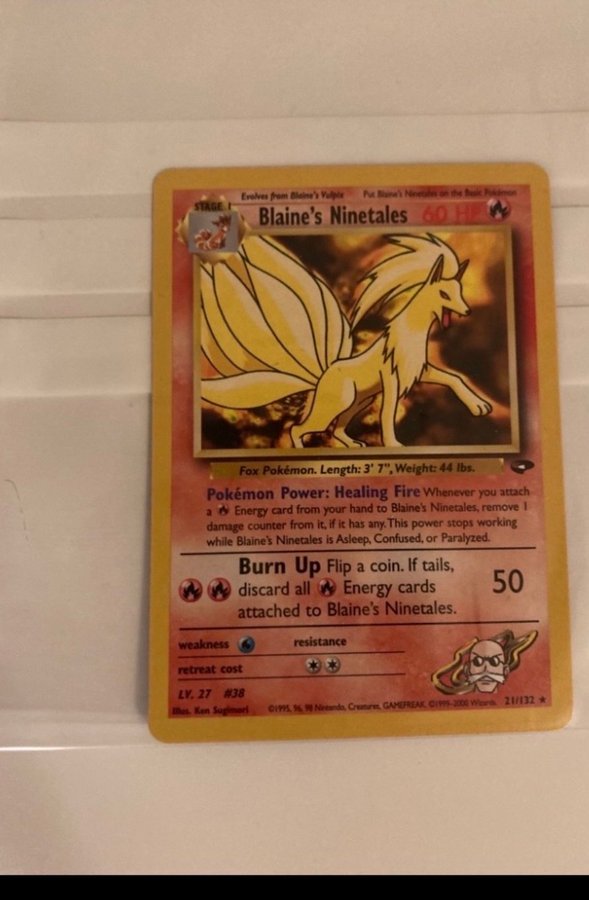 Evolves from Blaine's Vulpix Put Blaine's Ninetales on the Basic Pokémon
STAGE 1
Blaine's Ninetales 60 HP
Fox Pokémon. Length: 3' 7", Weight: 44 lbs.
Pokémon Power: Healing Fire Whenever you attach
a Energy card from your hand to Blaine's Ninetales, remove 1
damage counter from it, if it has any. This power stops working
while Blaine's Ninetales is Asleep, Confused, or Paralyzed.
Burn Up Flip a coin. If tails,
discard all Energy cards 50
attached to Blaine's Ninetales.
weakness resistance
retreat cost
LV. 27 #38
Illus. Ken Sugimori ©1995, 96, 98 Nintendo, Creatures, GAMEFREAK. ©1999-2000 Wizards. 21/132 ★